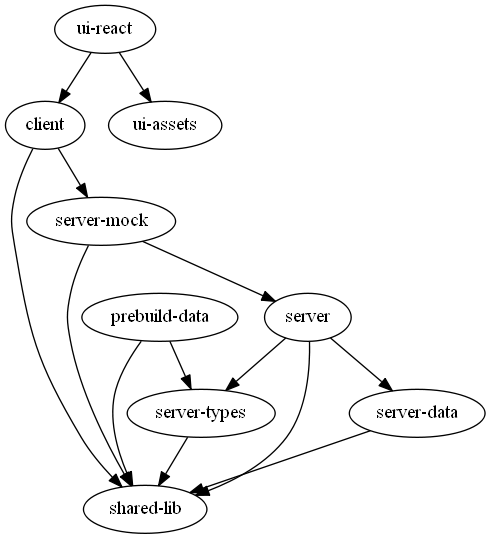 ui-react
client
ui-assets
server-mock
prebuild-data
server
server-types
server-data
shared-lib